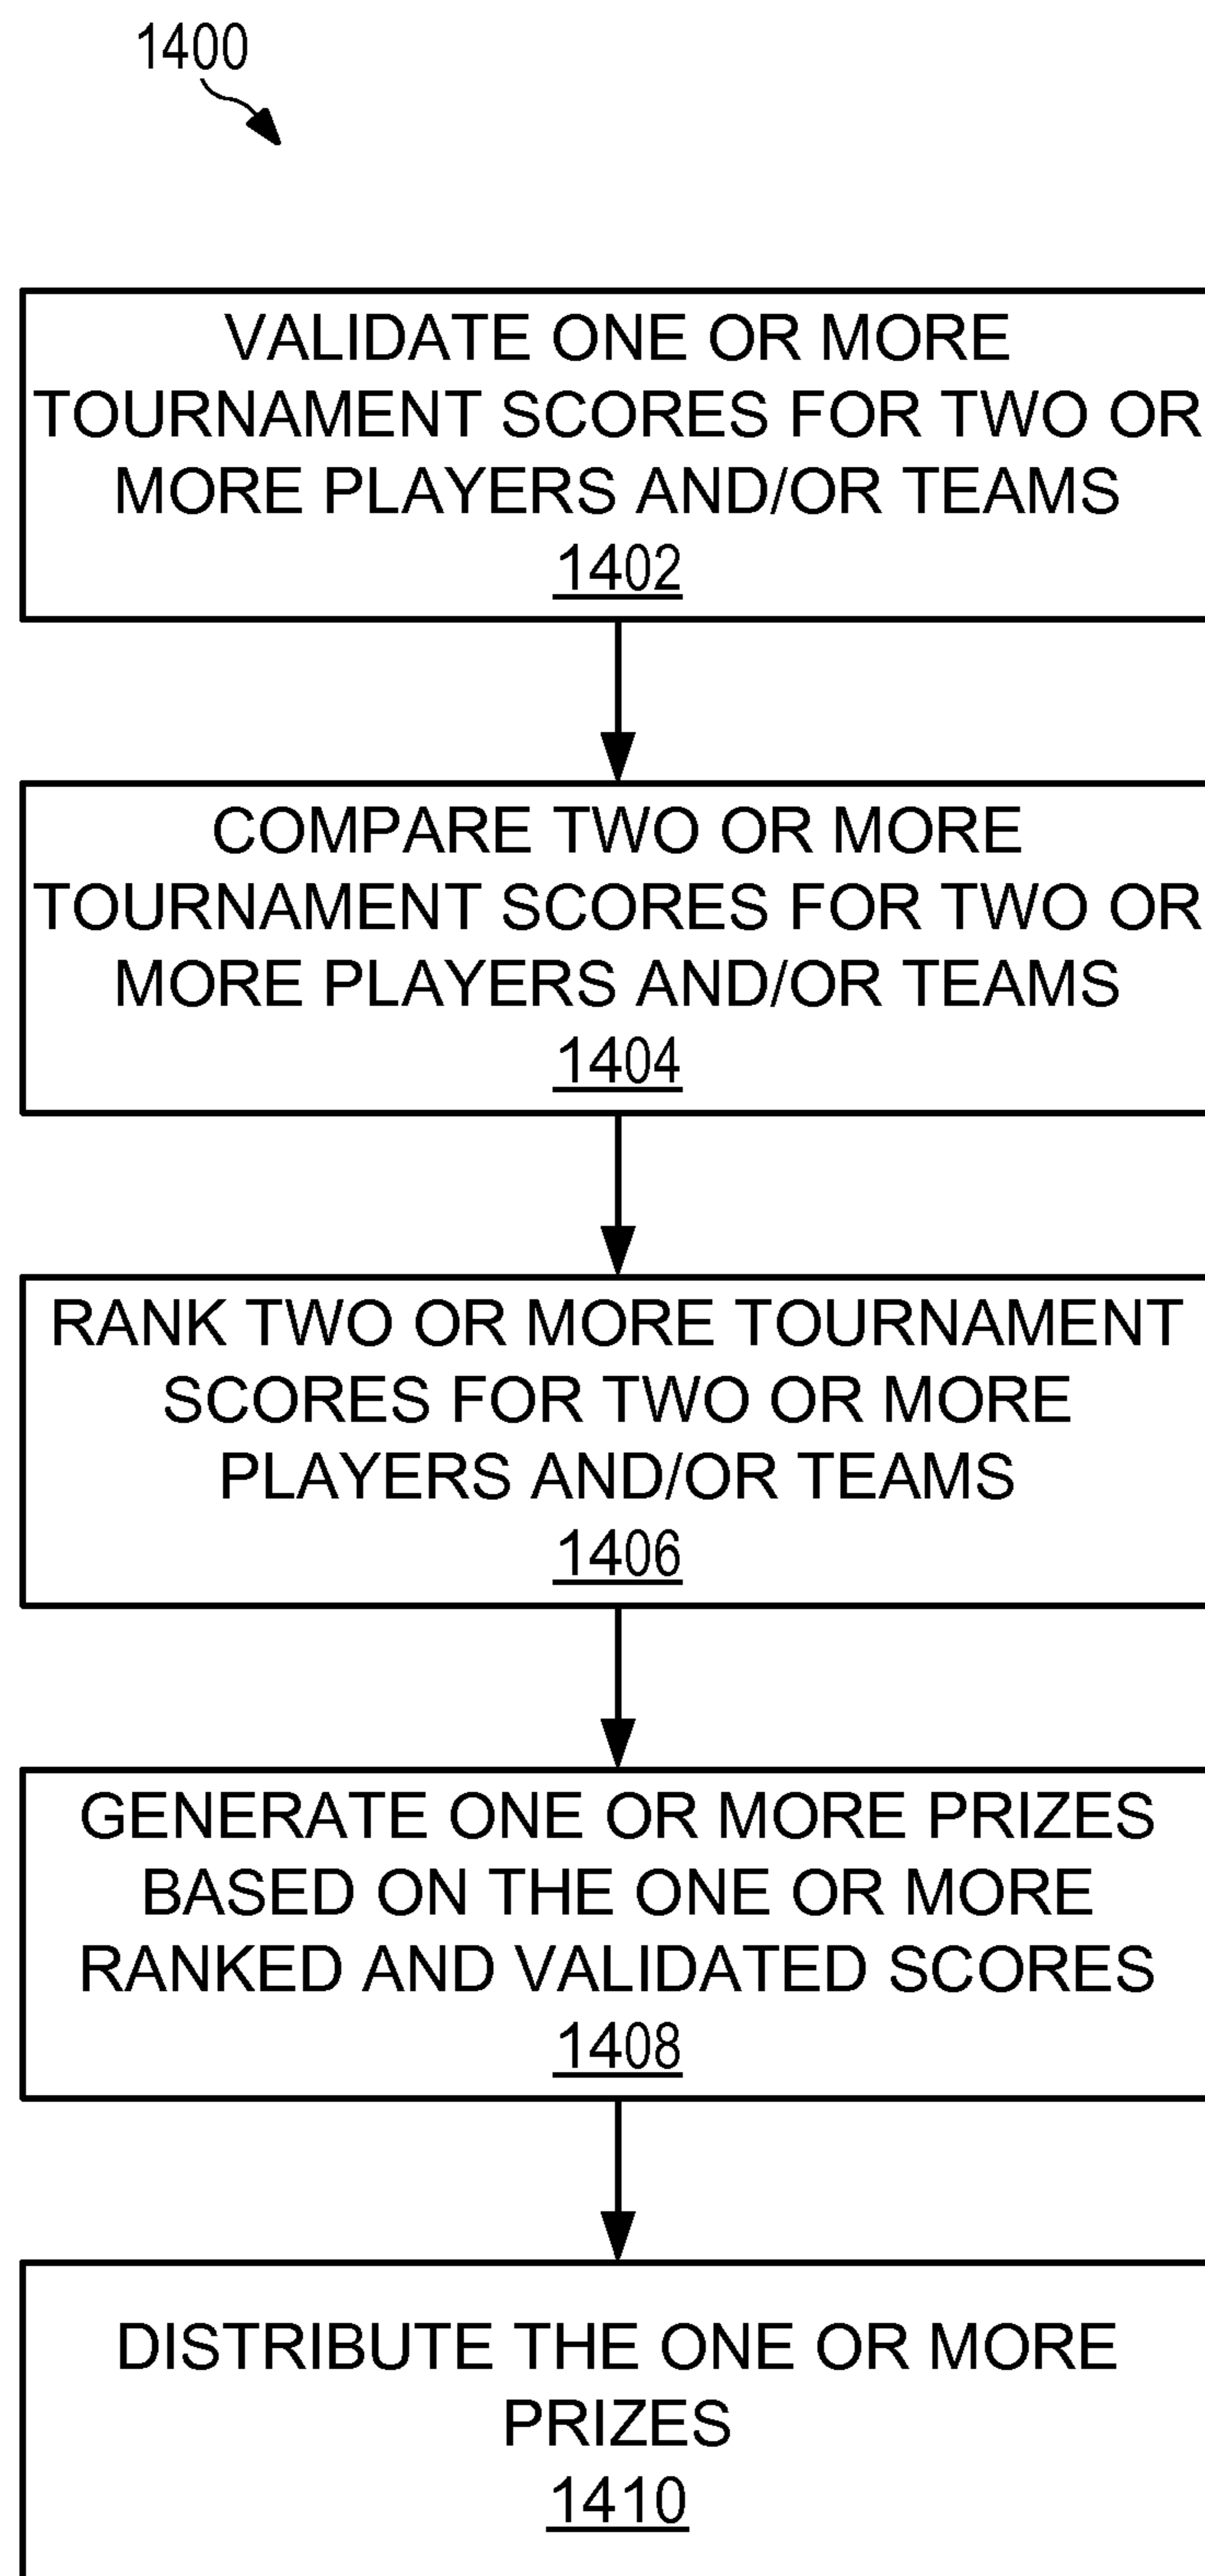 1400
VALIDATE ONE OR MORE
TOURNAMENT SCORES FOR TWO OR
MORE PLAYERS AND/OR TEAMS
1402
COMPARE TWO OR MORE
TOURNAMENT SCORES FOR TWO OR
MORE PLAYERS AND/OR TEAMS
1404
RANK TWO OR MORE TOURNAMENT
SCORES FOR TWO OR MORE
PLAYERS AND/OR TEAMS
1406
GENERATE ONE OR MORE PRIZES
BASED ON THE ONE OR MORE
RANKED AND VALIDATED SCORES
1408
DISTRIBUTE THE ONE OR MORE
PRIZES
1410